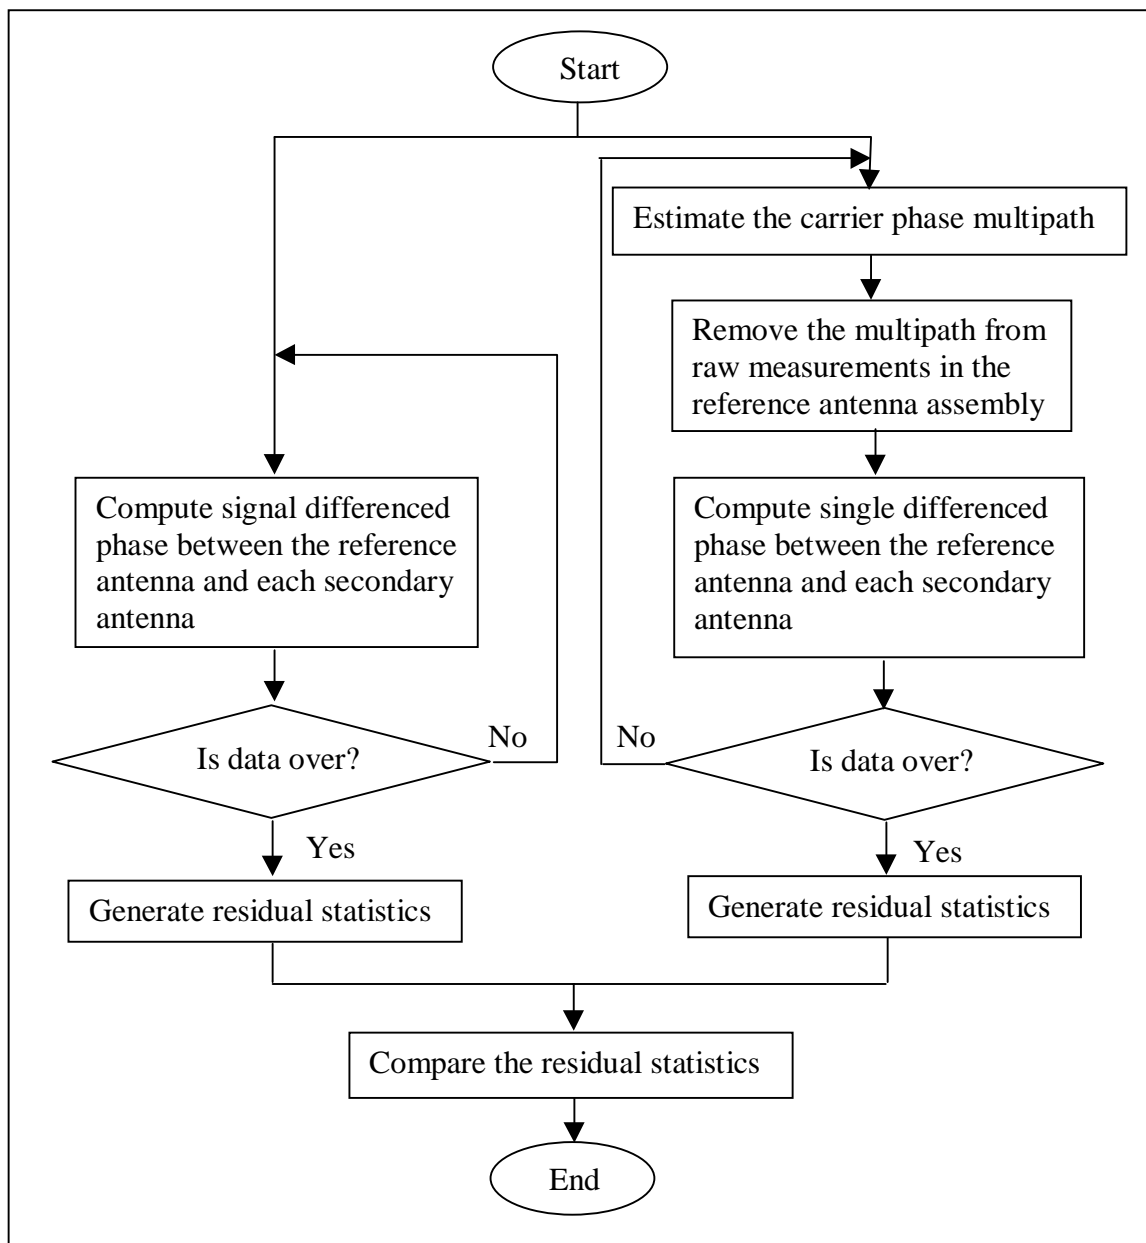 Start
Estimate the carrier phase multipath
Remove the multipath from
raw measurements in the
reference antenna assembly
Compute signal differenced
phase between the reference
antenna and each secondary
antenna
Compute single differenced
phase between the reference
antenna and each secondary
antenna
Is data over?
No
No
Is data over?
Yes
Yes
Generate residual statistics
Generate residual statistics
Compare the residual statistics
End